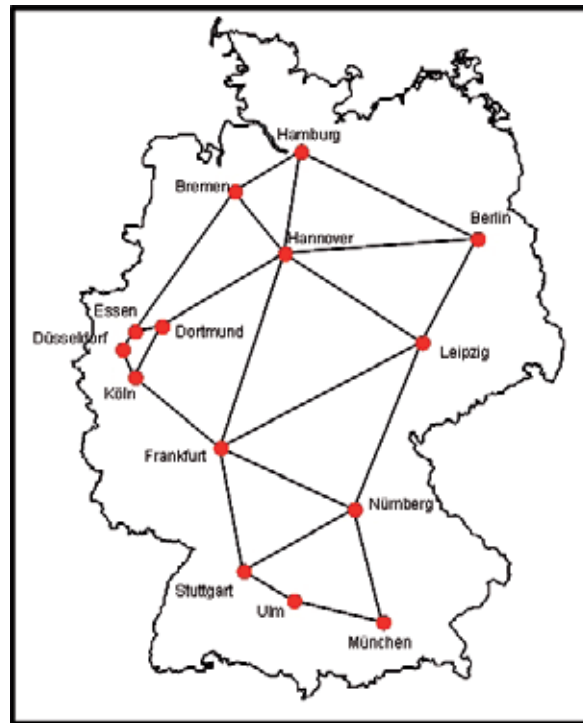 Hamburg
Bremen
Berlin
Hannover
Essen
Dortmund
Düsseldorf
Leipzig
Köln
Frankfurt
Nürnberg
Stuttgart
Ulm
München